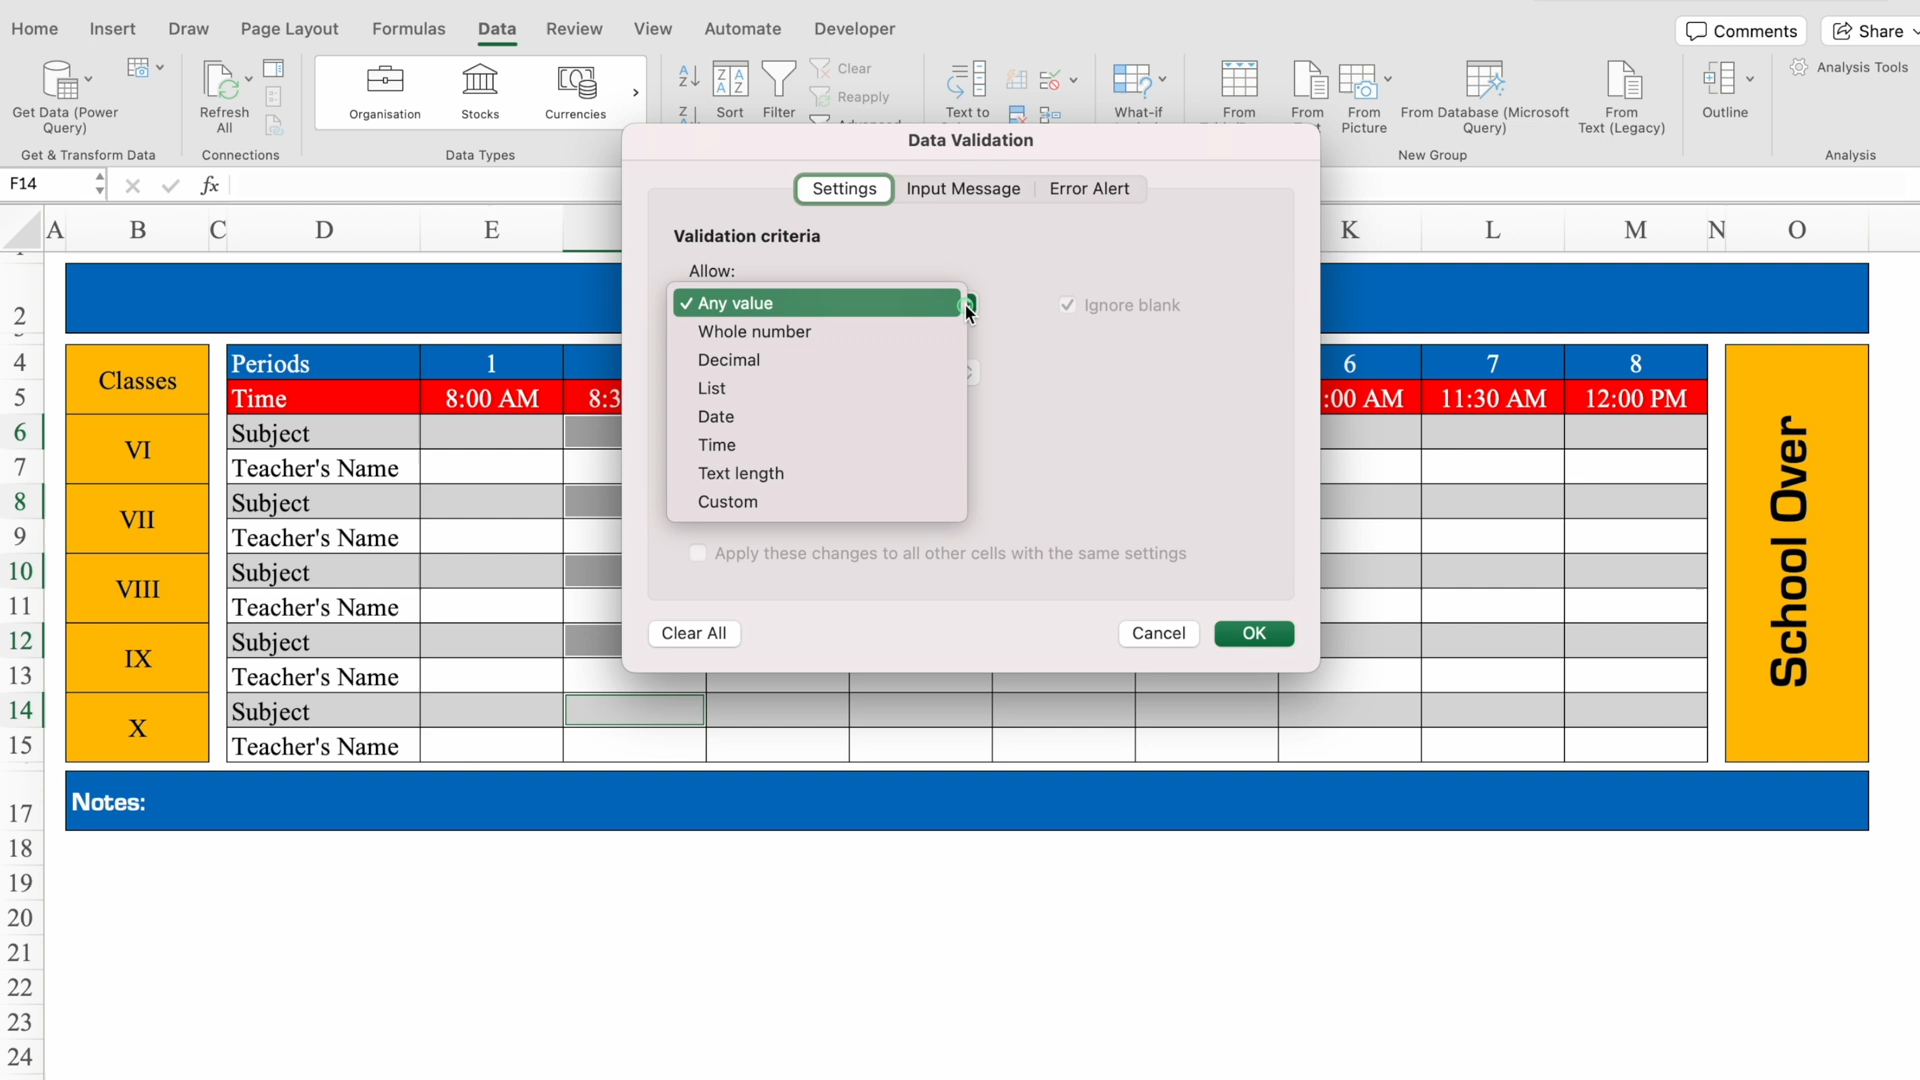 Home Insert Draw Page Layout Formulas Data Review View Automate Developer Comments Share
Get Data (Power Query)
Refresh All
Organisation Stocks Currencies
Sort Filter Clear Reapply
Text to
What-if
From From
From Picture
From Database (Microsoft Query)
From Text (Legacy)
Outline
Analysis Tools
Get & Transform Data Connections Data Types New Group Analysis
F14 fx
A B C D E K L M N O
Data Validation
Settings Input Message Error Alert
Validation criteria
Allow:
Any value
Whole number
Decimal
List
Date
Time
Text length
Custom
Ignore blank
Apply these changes to all other cells with the same settings
Clear All Cancel OK
2
4 Classes Periods 1 6 7 8
5 Time 8:00 AM 8:3 :00 AM 11:30 AM 12:00 PM
6 VI Subject
7 Teacher's Name
8 VII Subject
9 Teacher's Name
10 VIII Subject
11 Teacher's Name
12 IX Subject
13 Teacher's Name
14 X Subject
15 Teacher's Name
School Over
17 Notes:
18
19
20
21
22
23
24